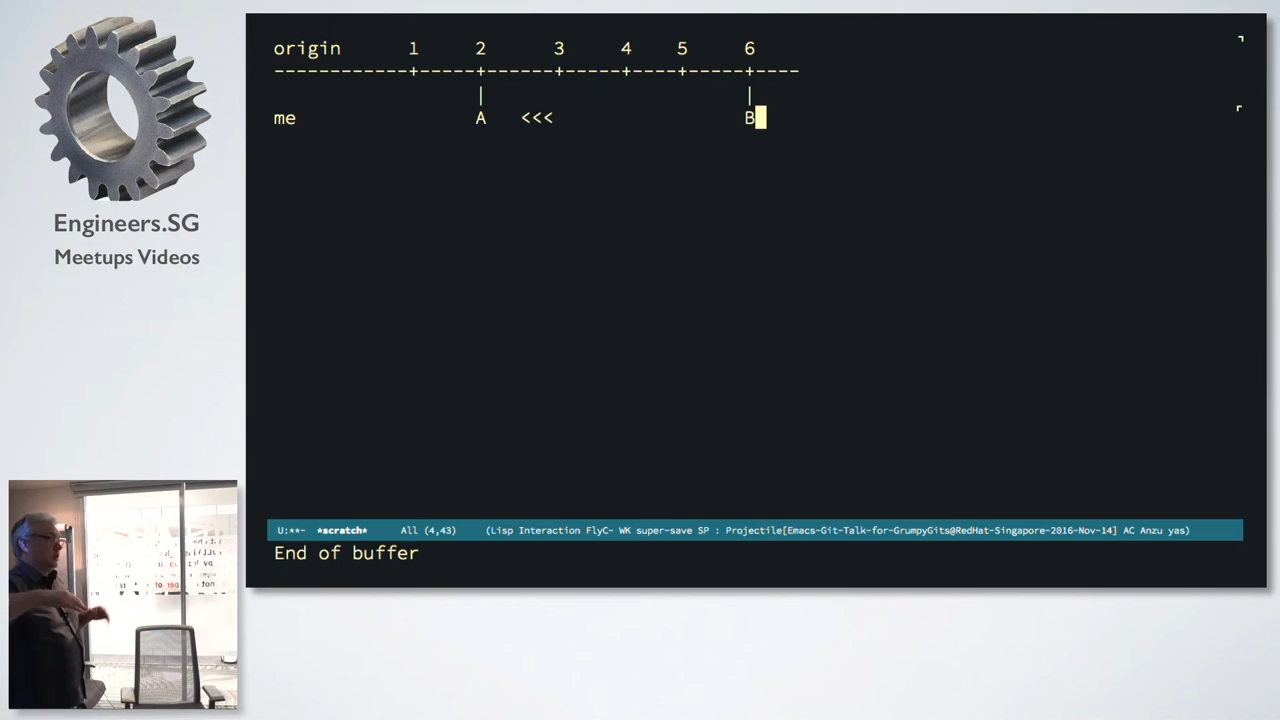 Engineers.SG
Meetups Videos
origin 1 2 3 4 5 6
------------+-----+------+-----+----+-----+----
| |
me A <<< B
U:**- *scratch* All (4,43) (Lisp Interaction FlyC- WK super-save SP : Projectile[Emacs-Git-Talk-for-GrumpyGits@RedHat-Singapore-2016-Nov-14] AC Anzu yas)
End of buffer